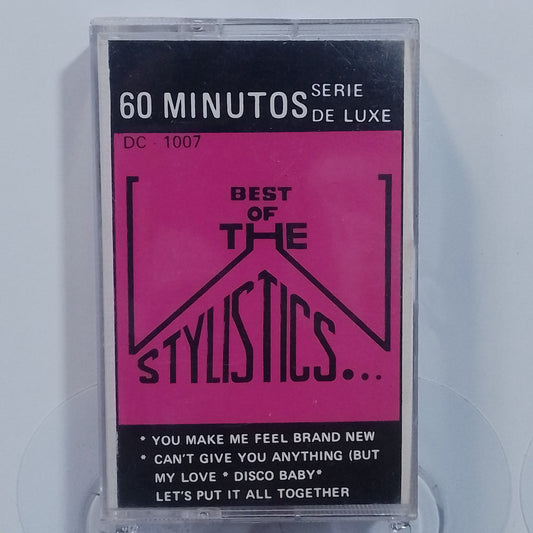 60 MINUTOS SERIE
DE LUXE
DC - 1007
BEST
OF
THE
STYLISTICS...
* YOU MAKE ME FEEL BRAND NEW
* CAN'T GIVE YOU ANYTHING (BUT
MY LOVE * DISCO BABY*
LET'S PUT IT ALL TOGETHER